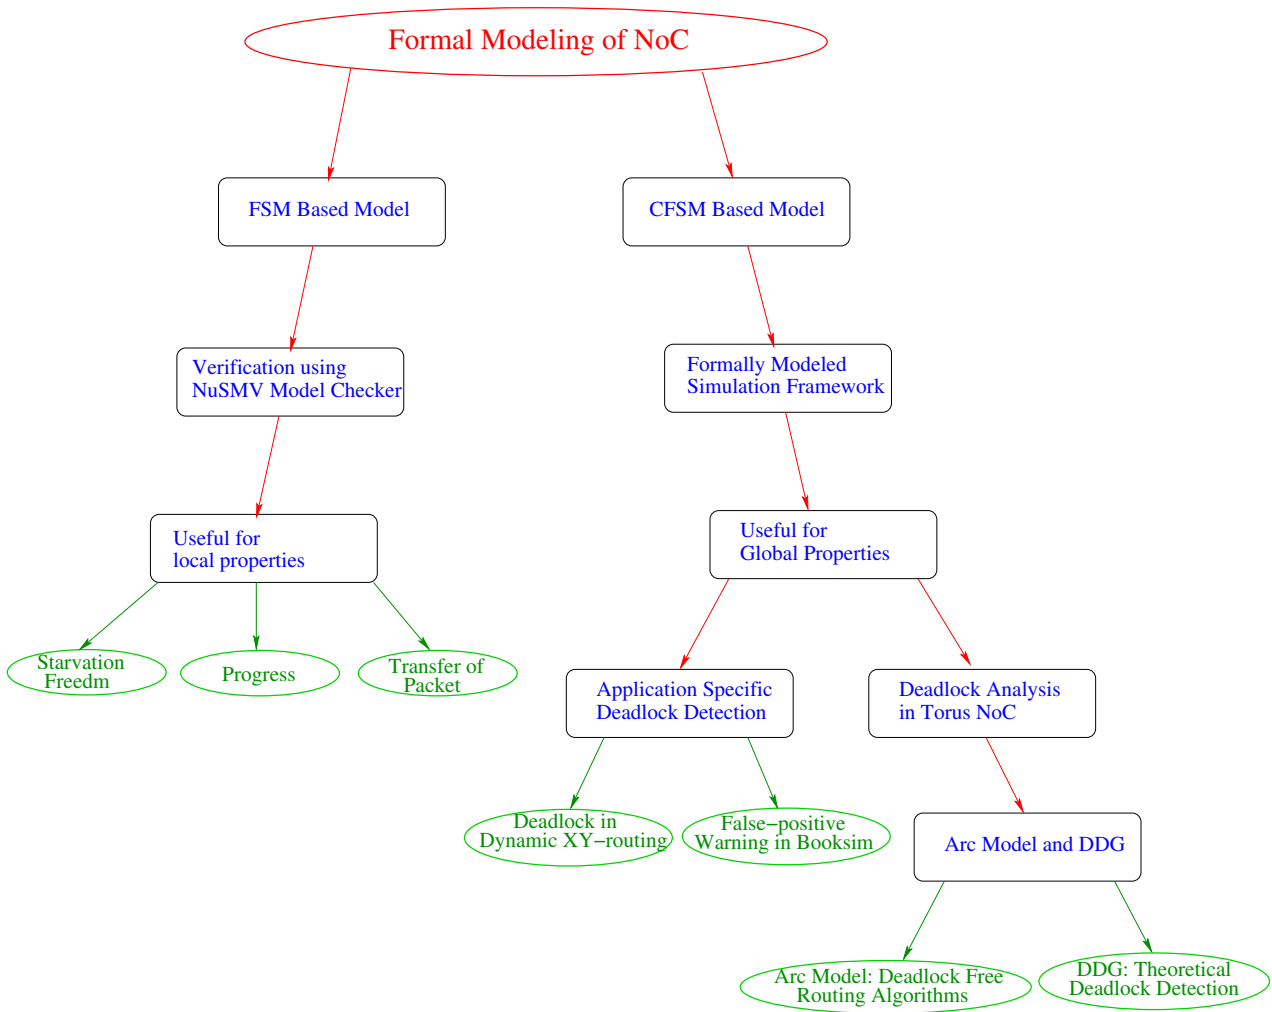 Formal Modeling of NoC
FSM Based Model
CFSM Based Model
Verification using
NuSMV Model Checker
Formally Modeled
Simulation Framework
Useful for
local properties
Useful for
Global Properties
Starvation
Freedm
Progress
Transfer of
Packet
Application Specific
Deadlock Detection
Deadlock Analysis
in Torus NoC
Deadlock in
Dynamic XY−routing
False−positive
Warning in Booksim
Arc Model and DDG
Arc Model: Deadlock Free
Routing Algorithms
DDG: Theoretical
Deadlock Detection